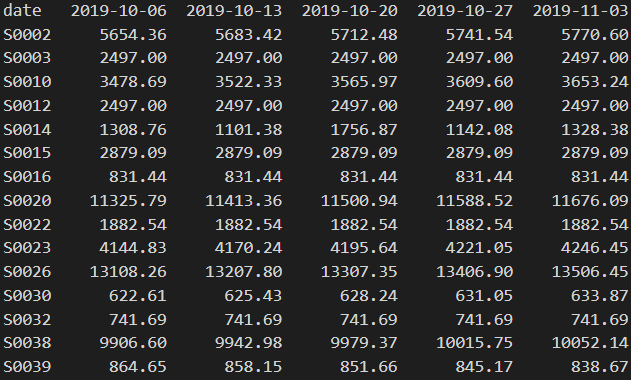 date 2019-10-06 2019-10-13 2019-10-20 2019-10-27 2019-11-03
S0002 5654.36 5683.42 5712.48 5741.54 5770.60
S0003 2497.00 2497.00 2497.00 2497.00 2497.00
S0010 3478.69 3522.33 3565.97 3609.60 3653.24
S0012 2497.00 2497.00 2497.00 2497.00 2497.00
S0014 1308.76 1101.38 1756.87 1142.08 1328.38
S0015 2879.09 2879.09 2879.09 2879.09 2879.09
S0016 831.44 831.44 831.44 831.44 831.44
S0020 11325.79 11413.36 11500.94 11588.52 11676.09
S0022 1882.54 1882.54 1882.54 1882.54 1882.54
S0023 4144.83 4170.24 4195.64 4221.05 4246.45
S0026 13108.26 13207.80 13307.35 13406.90 13506.45
S0030 622.61 625.43 628.24 631.05 633.87
S0032 741.69 741.69 741.69 741.69 741.69
S0038 9906.60 9942.98 9979.37 10015.75 10052.14
S0039 864.65 858.15 851.66 845.17 838.67